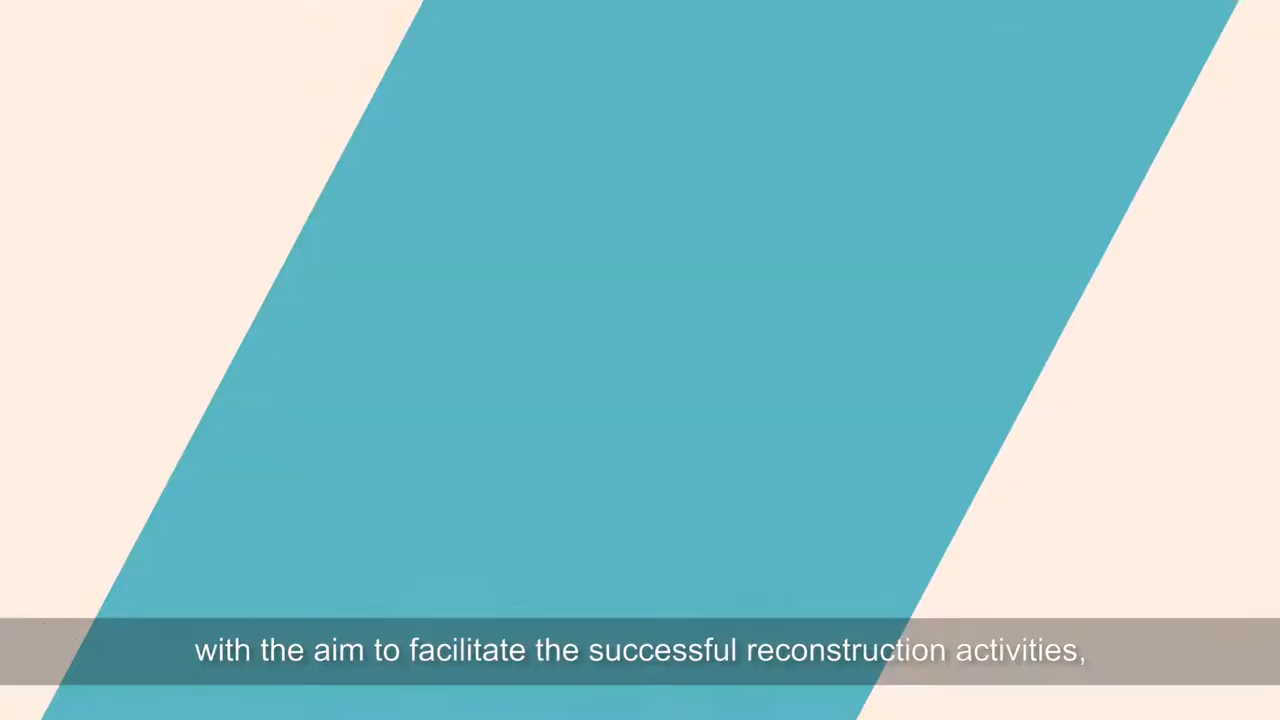 with the aim to facilitate the successful reconstruction activities,